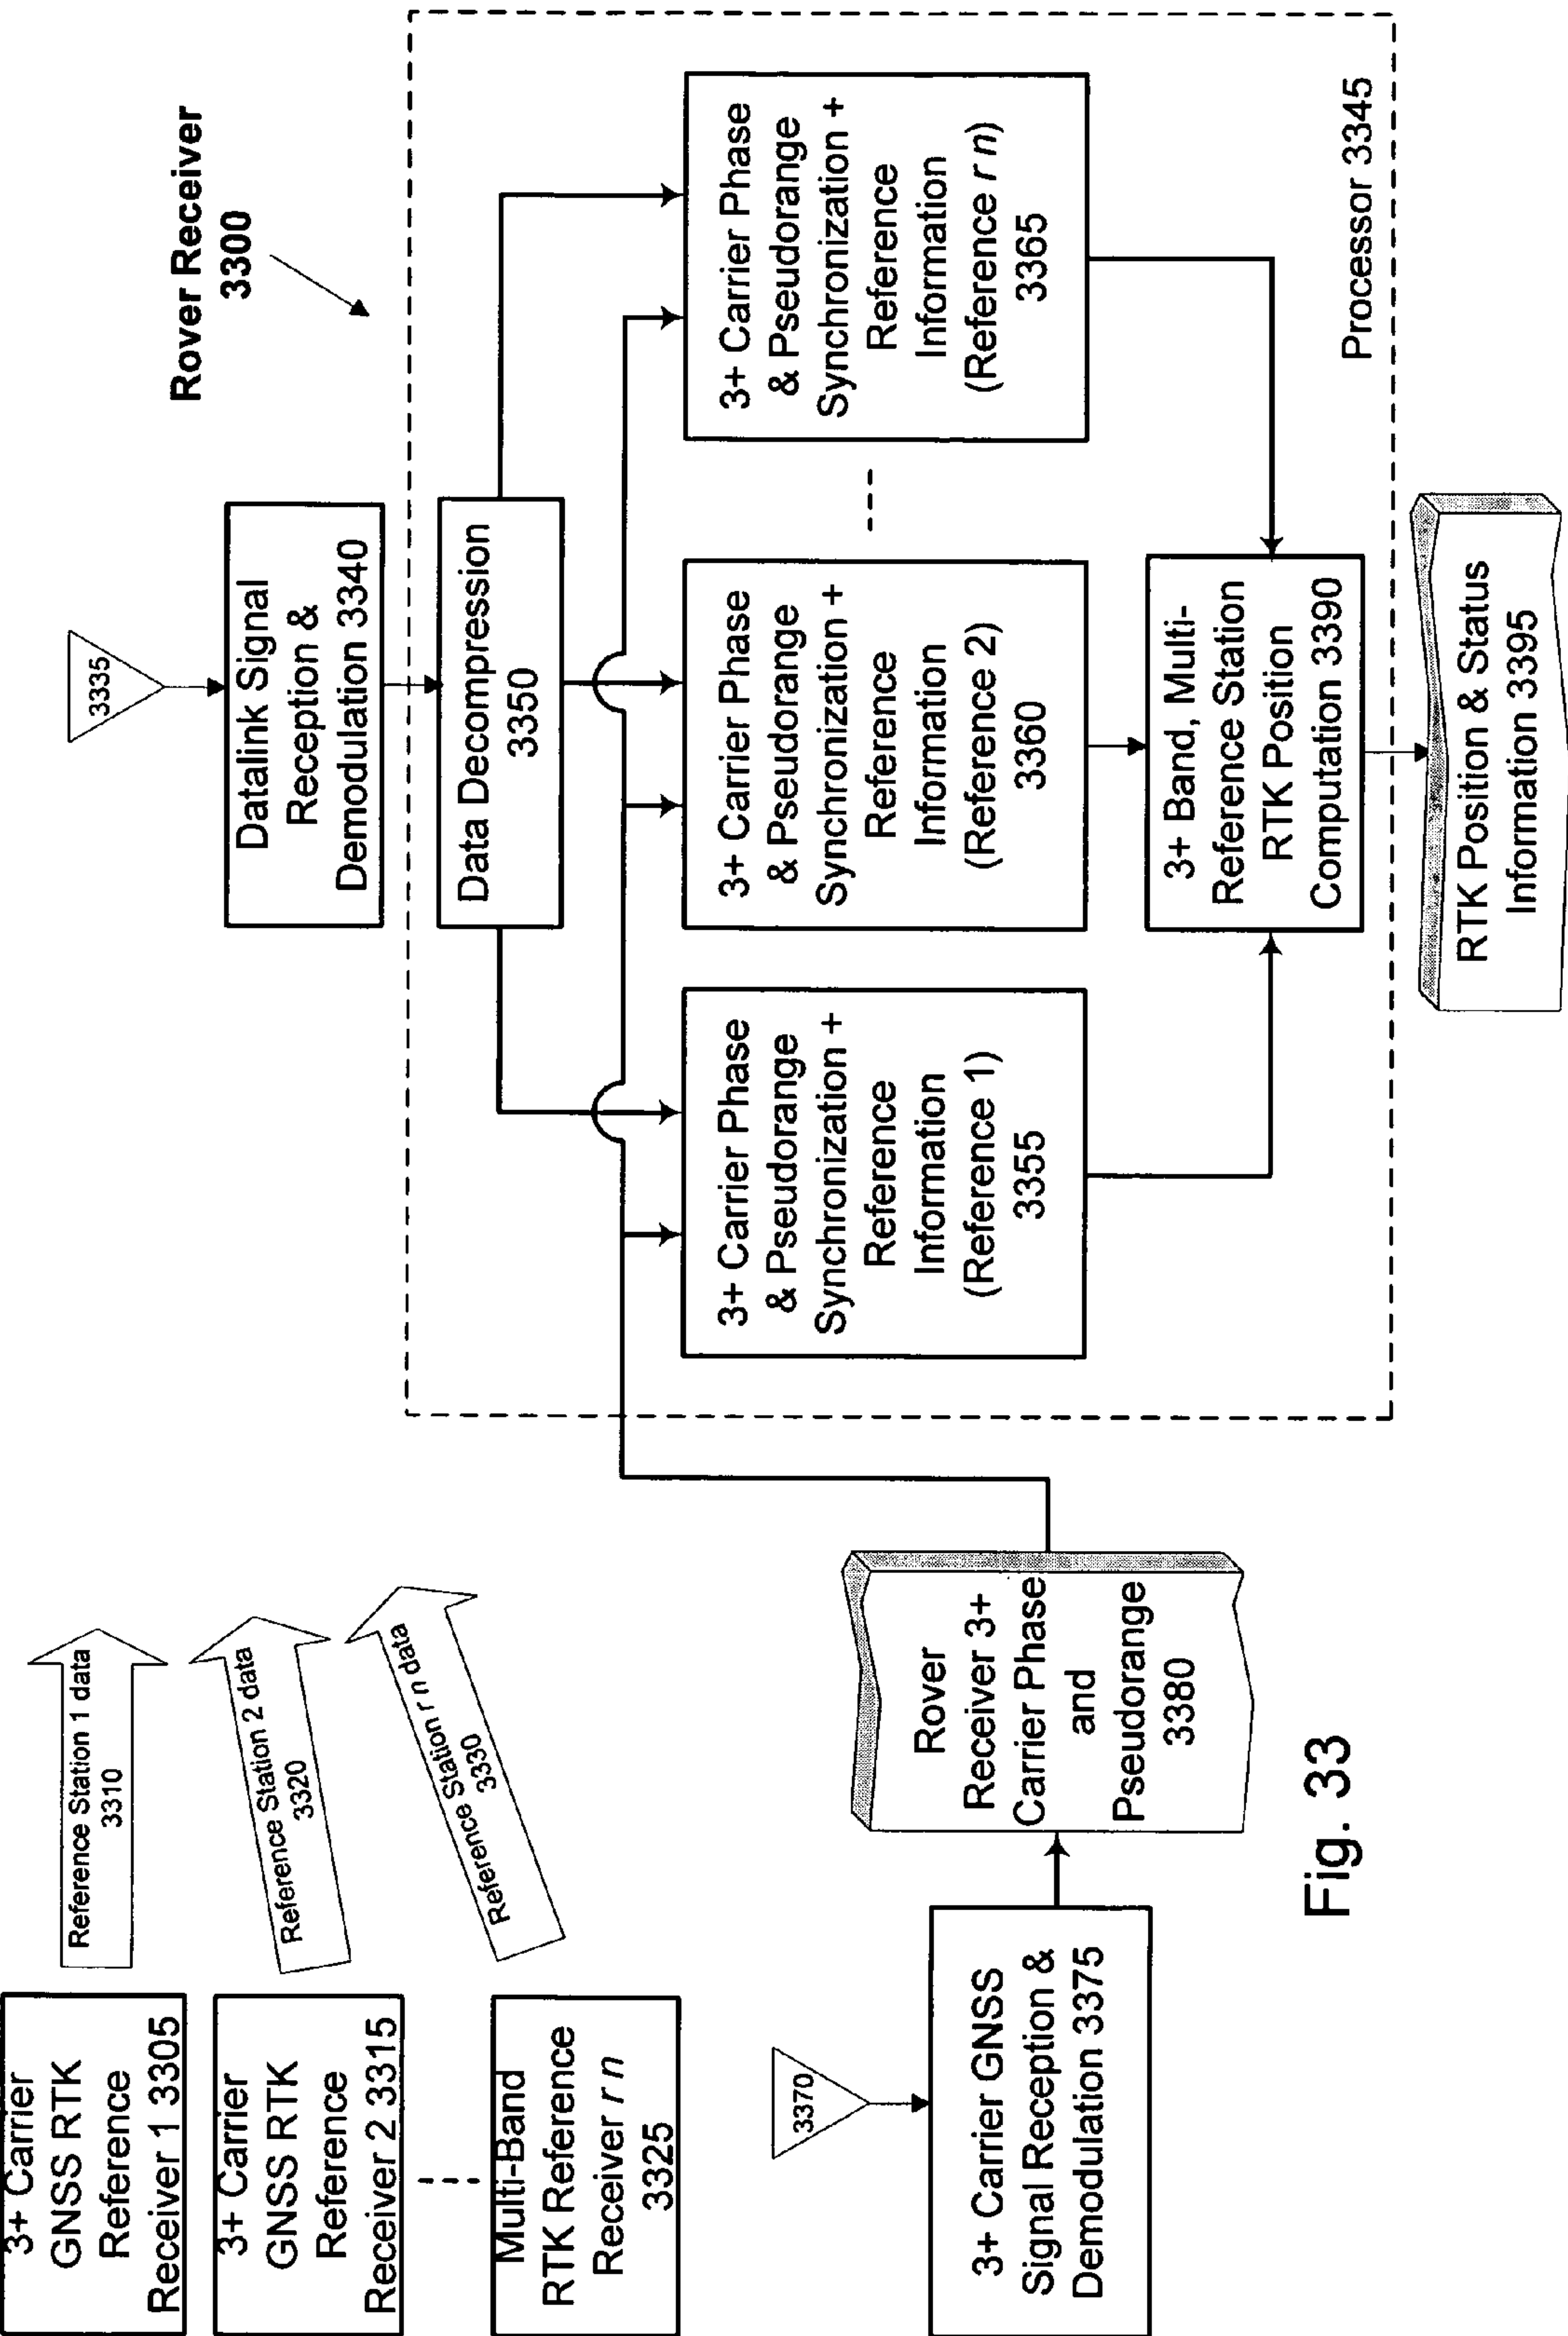 3+ Carrier
GNSS RTK
Reference
Receiver 1 3305
Reference Station 1 data
3310
3+ Carrier
GNSS RTK
Reference
Receiver 2 3315
Reference Station 2 data
3320
Multi-Band
RTK Reference
Receiver r n
3325
Reference Station r n data
3330
Rover Receiver
3300
3335
Datalink Signal
Reception &
Demodulation 3340
Data Decompression
3350
3+ Carrier Phase
& Pseudorange
Synchronization +
Reference
Information
(Reference 1)
3355
3+ Carrier Phase
& Pseudorange
Synchronization +
Reference
Information
(Reference 2)
3360
3+ Carrier Phase
& Pseudorange
Synchronization +
Reference
Information
(Reference r n)
3365
3370
3+ Carrier GNSS
Signal Reception &
Demodulation 3375
Rover
Receiver 3+
Carrier Phase
and
Pseudorange
3380
3+ Band, Multi-
Reference Station
RTK Position
Computation 3390
Processor 3345
RTK Position & Status
Information 3395
Fig. 33